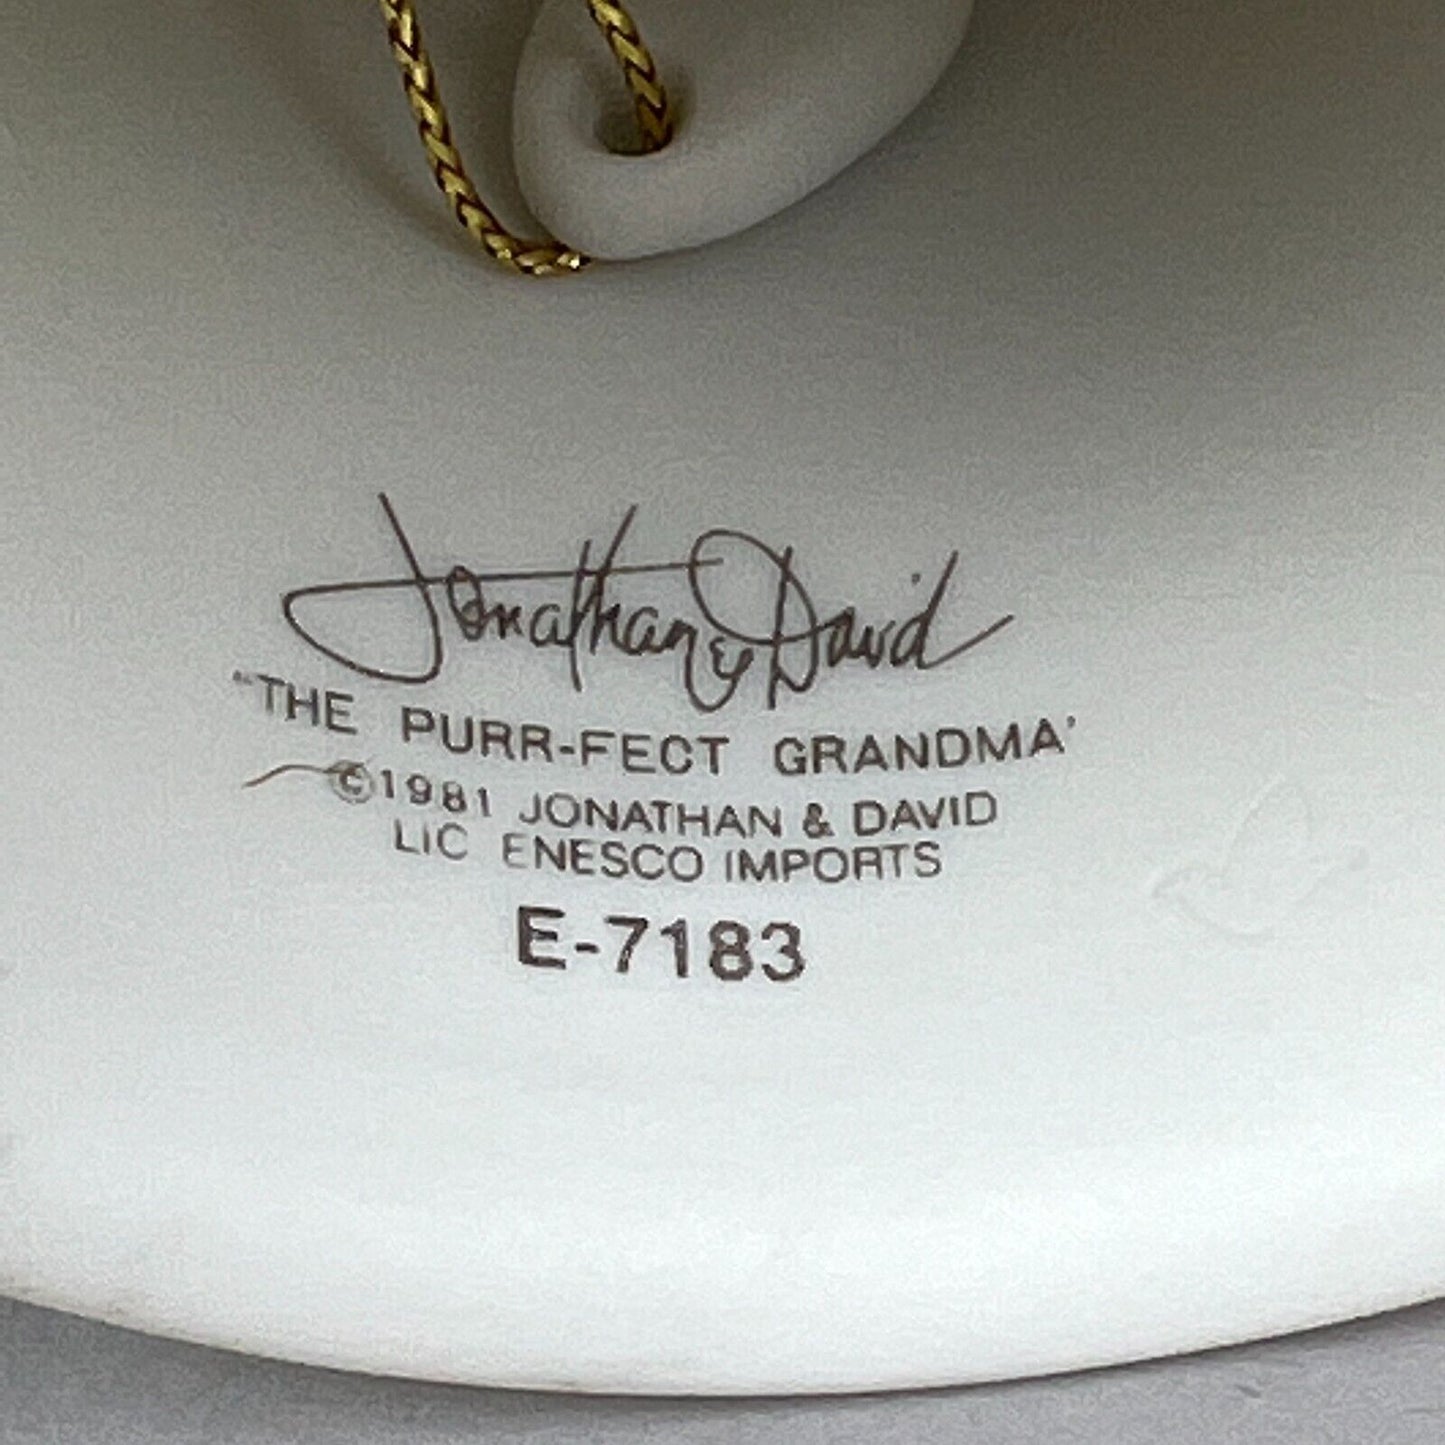 Jonathan & David
"THE PURR-FECT GRANDMA'
©1981 JONATHAN & DAVID
LIC ENESCO IMPORTS
E-7183